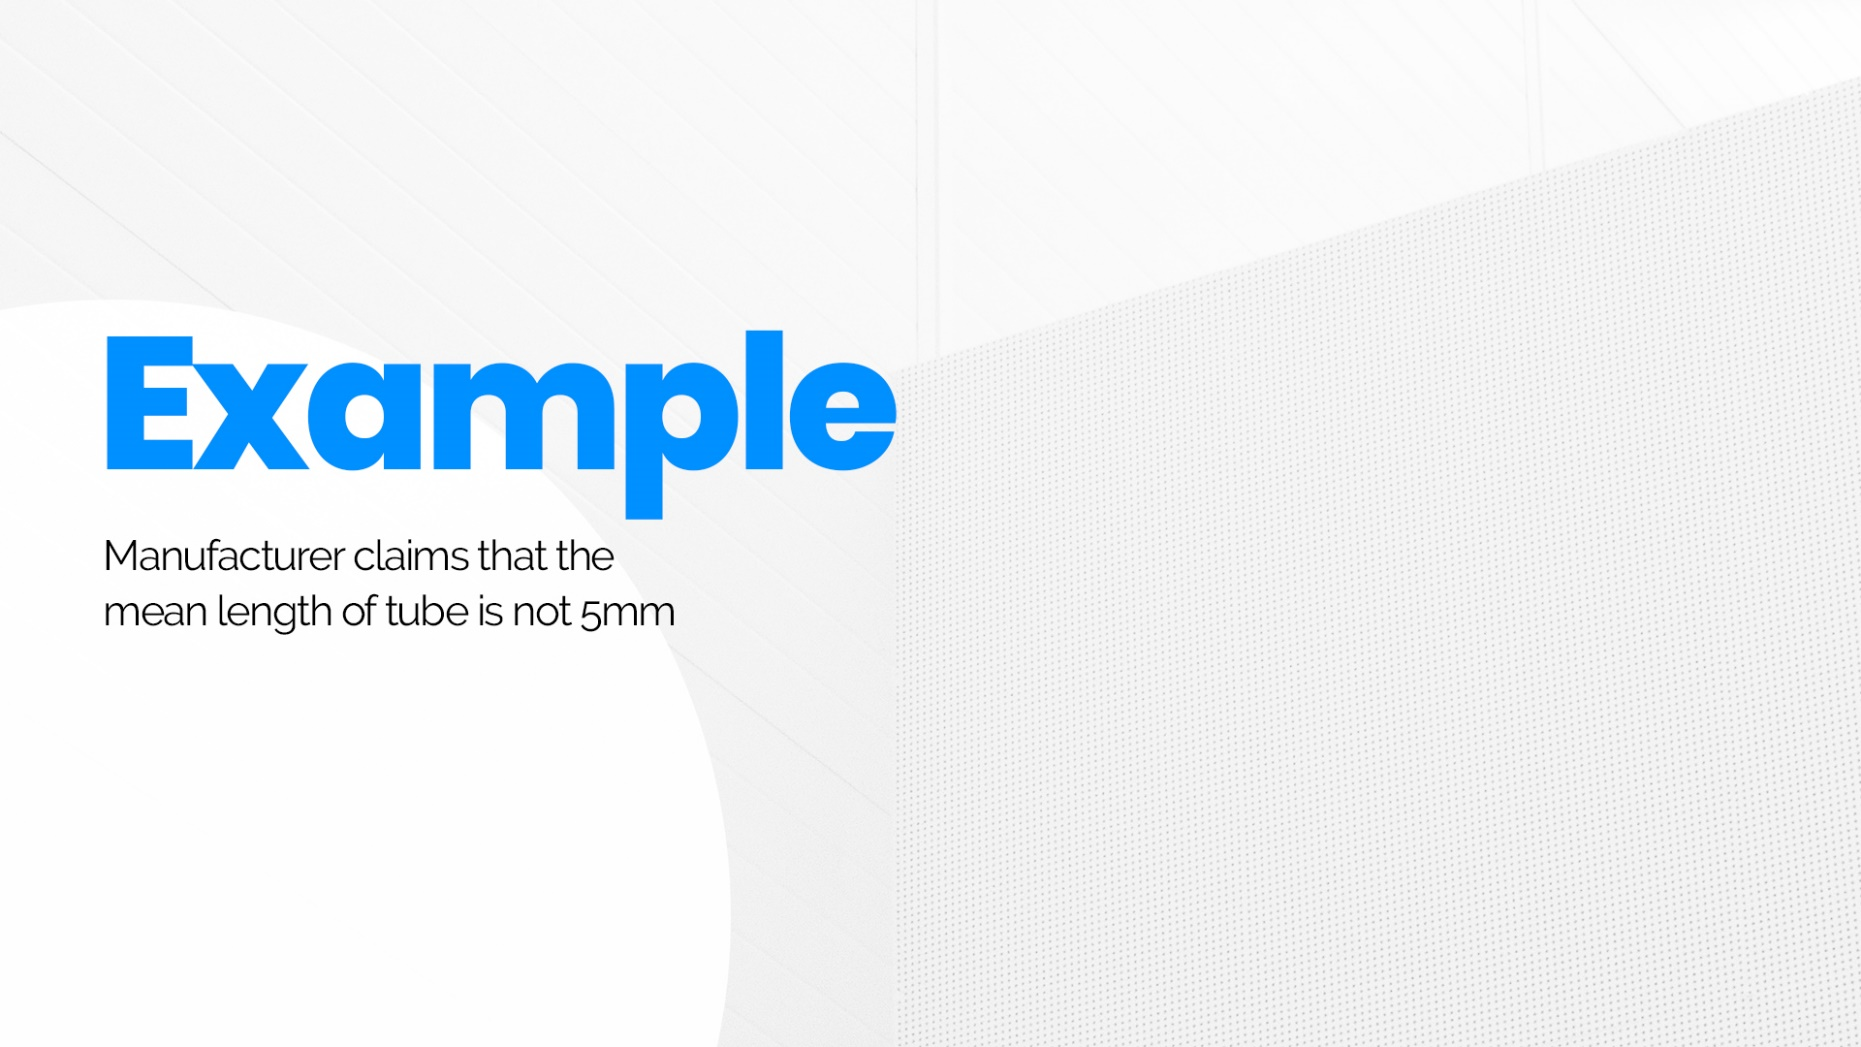 Example
Manufacturer claims that the
mean length of tube is not 5mm